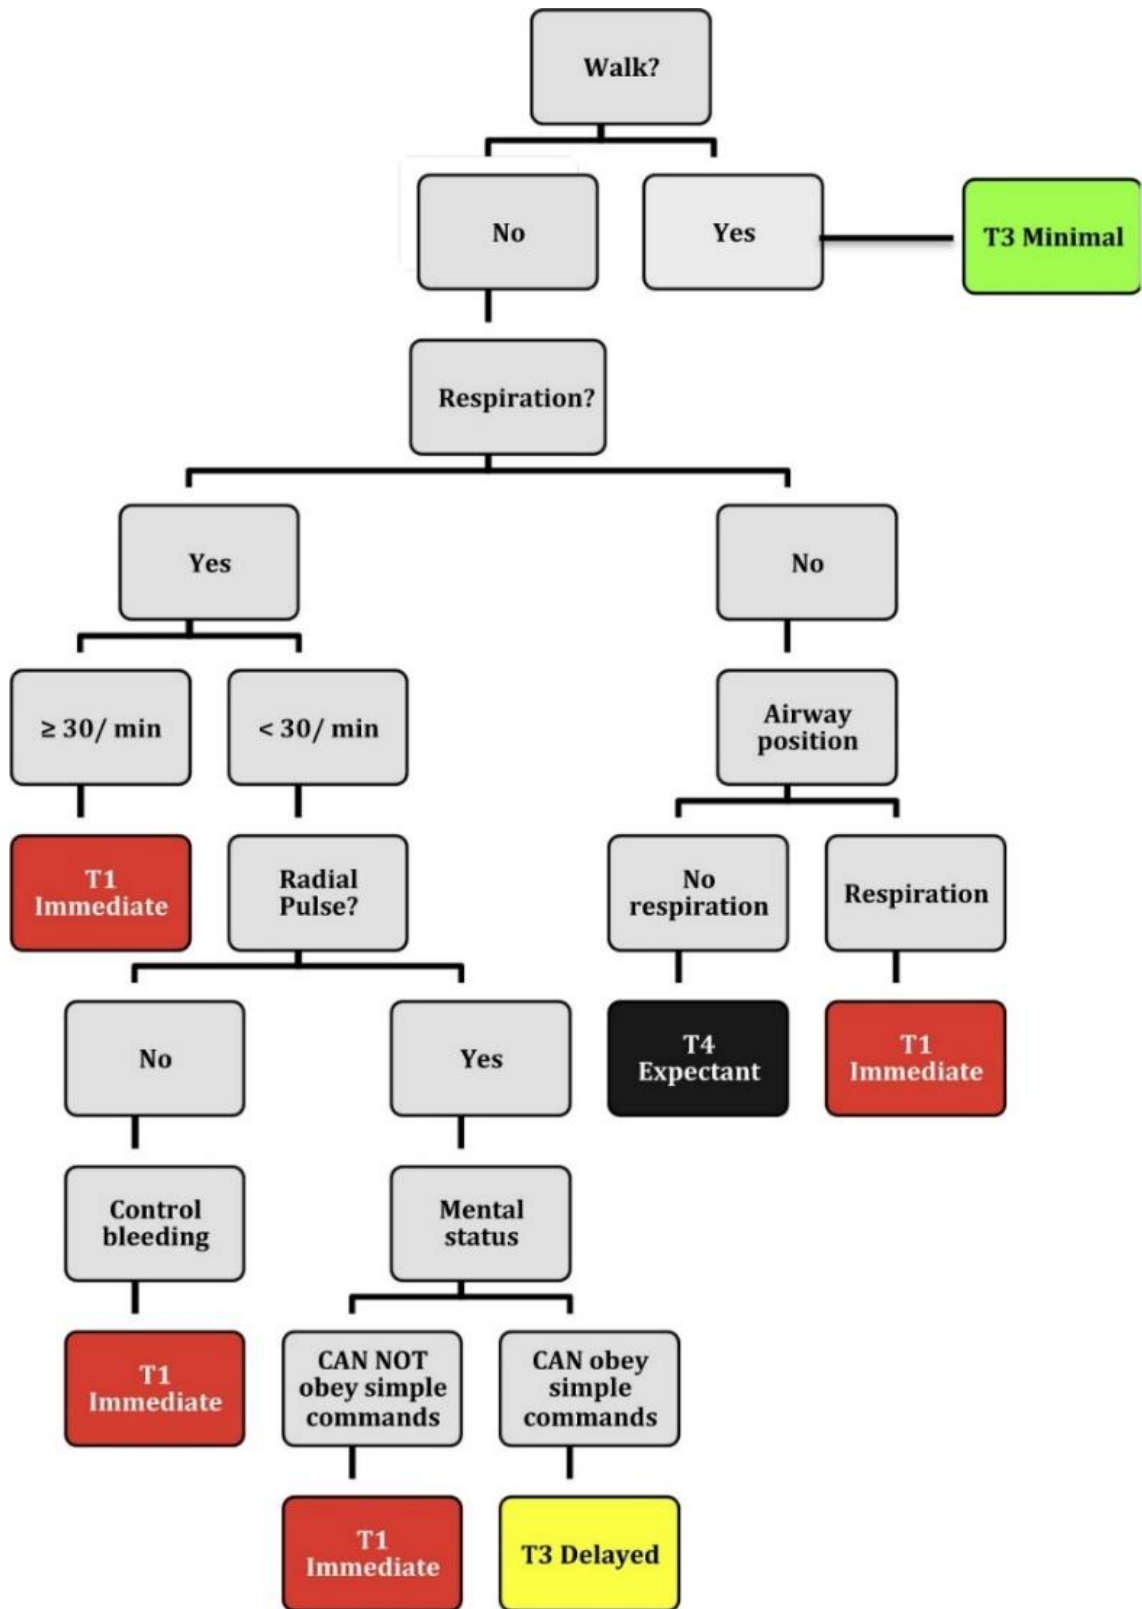 Walk?
No
Yes
T3 Minimal
Respiration?
Yes
No
≥ 30/ min
< 30/ min
Airway
position
T1
Immediate
Radial
Pulse?
No
respiration
Respiration
No
Yes
T4
Expectant
T1
Immediate
Control
bleeding
Mental
status
T1
Immediate
CAN NOT
obey simple
commands
CAN obey
simple
commands
T1
Immediate
T3 Delayed